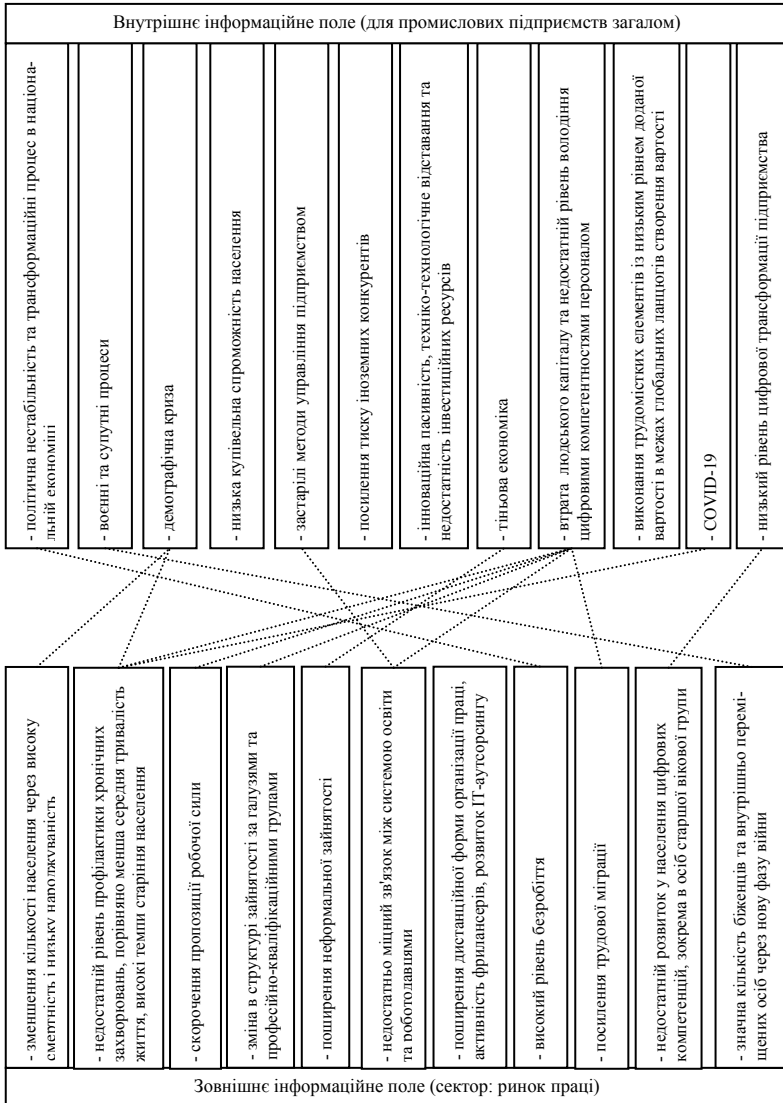 Внутрішнє інформаційне поле (для промислових підприємств загалом)
- політична нестабільність та трансформаційні процес в націона-
льній економіці
- воєнні та супутні процеси
- демографічна криза
- низька купівельна спроможність населення
- застарілі методи управління підприємством
- посилення тиску іноземних конкурентів
- інноваційна пасивність, техніко-технологічне відставання та
недостатність інвестиційних ресурсів
- тіньова економіка
- втрата людського капіталу та недостатній рівень володіння
цифровими компетентностями персоналом
- виконання трудомістких елементів із низьким рівнем доданої
вартості в межах глобальних ланцюгів створення вартості
- COVID-19
- низький рівень цифрової трансформації підприємства
- зменшення кількості населення через високу
смертність і низьку народжуваність
- недостатній рівень профілактики хронічних
захворювань, порівняно менша середня тривалість
життя, високі темпи старіння населення
- скорочення пропозиції робочої сили
- зміна в структурі зайнятості за галузями та
професійно-кваліфікаційними групами
- поширення неформальної зайнятості
- недостатньо міцний зв'язок між системою освіти
та роботодавцями
- поширення дистанційної форми організації праці,
активність фрилансерів, розвиток ІТ-аутсорсингу
- високий рівень безробіття
- посилення трудової міграції
- недостатній розвиток у населення цифрових
компетенцій, зокрема в осіб старшої вікової групи
- значна кількість біженців та внутрішньо перемі-
щених осіб через нову фазу війни
Зовнішнє інформаційне поле (сектор: ринок праці)